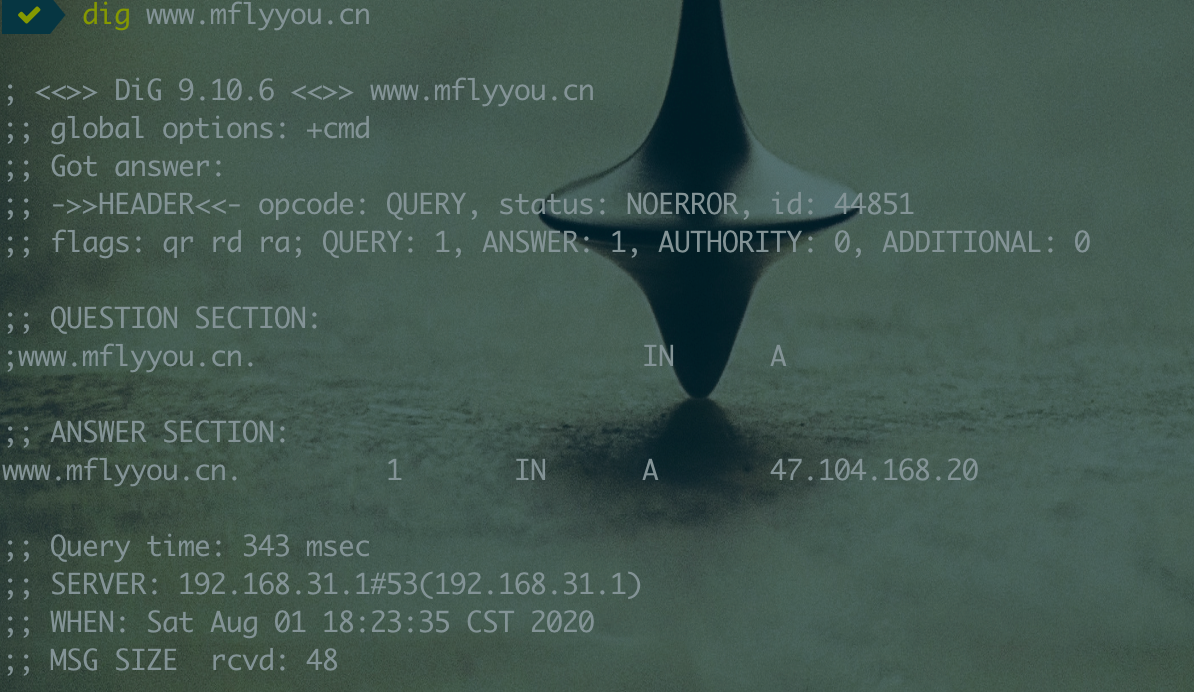 ✔ dig www.mflyyou.cn
; <<>> DiG 9.10.6 <<>> www.mflyyou.cn
;; global options: +cmd
;; Got answer:
;; ->>HEADER<<- opcode: QUERY, status: NOERROR, id: 44851
;; flags: qr rd ra; QUERY: 1, ANSWER: 1, AUTHORITY: 0, ADDITIONAL: 0
;; QUESTION SECTION:
;www.mflyyou.cn. IN A
;; ANSWER SECTION:
www.mflyyou.cn. 1 IN A 47.104.168.20
;; Query time: 343 msec
;; SERVER: 192.168.31.1#53(192.168.31.1)
;; WHEN: Sat Aug 01 18:23:35 CST 2020
;; MSG SIZE rcvd: 48